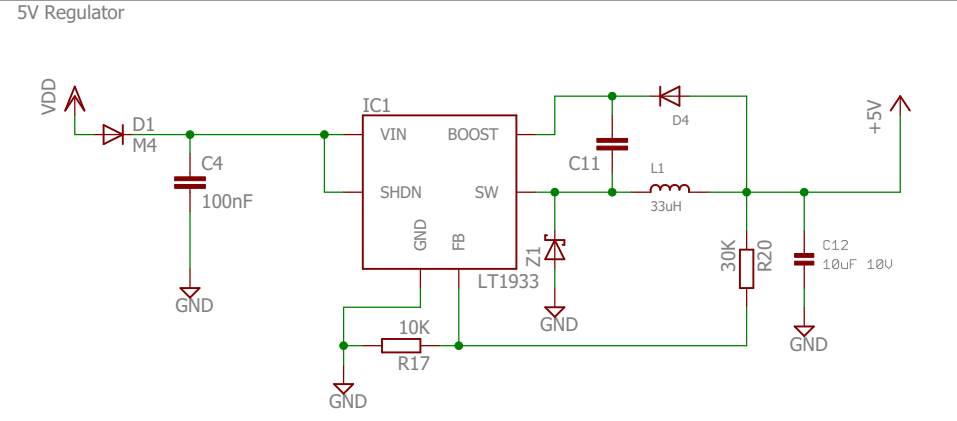 5V Regulator
VDD
D1
M4
C4
100nF
GND
IC1
VIN
BOOST
SHDN
SW
GND
FB
LT1933
10K
R17
GND
C11
D4
L1
33uH
Z1
GND
30K
R20
C12
10uF 10V
GND
+5V